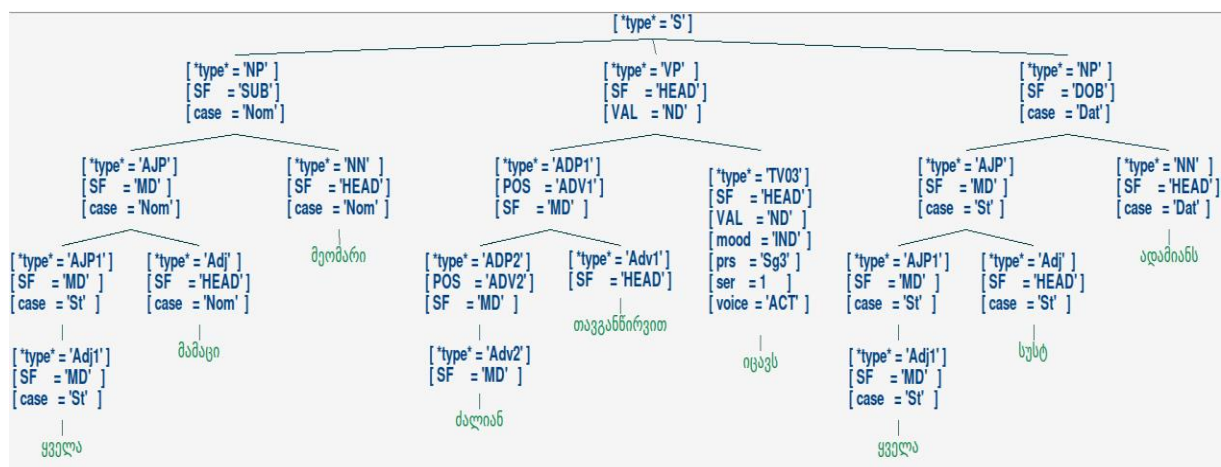 [ *type* = 'S' ]
[ *type* = 'NP' ]
[ SF = 'SUB' ]
[ case = 'Nom' ]
[ *type* = 'VP' ]
[ SF = 'HEAD' ]
[ VAL = 'ND' ]
[ *type* = 'NP' ]
[ SF = 'DOB' ]
[ case = 'Dat' ]
[ *type* = 'AJP' ]
[ SF = 'MD' ]
[ case = 'Nom' ]
[ *type* = 'NN' ]
[ SF = 'HEAD' ]
[ case = 'Nom' ]
მეომარი
[ *type* = 'ADP1' ]
[ POS = 'ADV1' ]
[ SF = 'MD' ]
[ *type* = 'TV03' ]
[ SF = 'HEAD' ]
[ VAL = 'ND' ]
[ mood = 'IND' ]
[ prs = 'Sg3' ]
[ ser = 1 ]
[ voice = 'ACT' ]
იცავს
[ *type* = 'AJP' ]
[ SF = 'MD' ]
[ case = 'St' ]
[ *type* = 'NN' ]
[ SF = 'HEAD' ]
[ case = 'Dat' ]
ადამიანს
[ *type* = 'AJP1' ]
[ SF = 'MD' ]
[ case = 'St' ]
[ *type* = 'Adj' ]
[ SF = 'HEAD' ]
[ case = 'Nom' ]
მამაცი
[ *type* = 'ADP2' ]
[ POS = 'ADV2' ]
[ SF = 'MD' ]
[ *type* = 'Adv1' ]
[ SF = 'HEAD' ]
თავგანწირვით
[ *type* = 'AJP1' ]
[ SF = 'MD' ]
[ case = 'St' ]
[ *type* = 'Adj' ]
[ SF = 'HEAD' ]
[ case = 'St' ]
სუსტ
[ *type* = 'Adj1' ]
[ SF = 'MD' ]
[ case = 'St' ]
ყველა
[ *type* = 'Adv2' ]
[ SF = 'MD' ]
ძალიან
[ *type* = 'Adj1' ]
[ SF = 'MD' ]
[ case = 'St' ]
ყველა